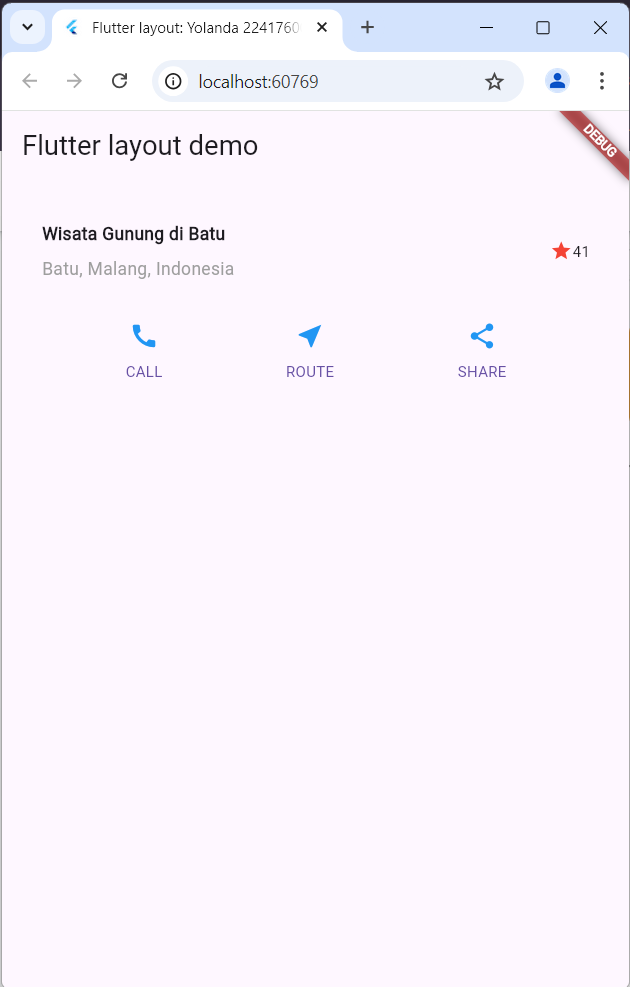 Flutter layout: Yolanda 2241760
localhost:60769
DEBUG
Flutter layout demo
Wisata Gunung di Batu
Batu, Malang, Indonesia
41
CALL ROUTE SHARE